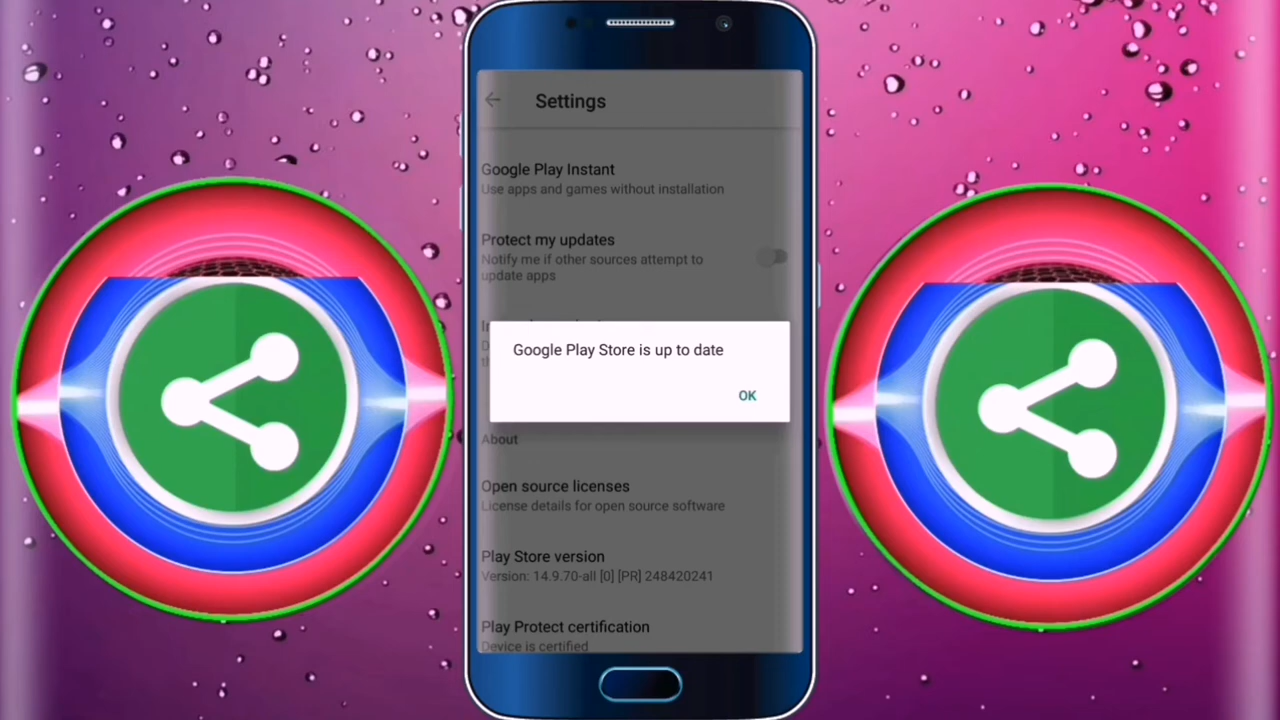 Settings
Google Play Instant
Use apps and games without installation
Protect my updates
Notify me if other sources attempt to
update apps
Google Play Store is up to date
OK
About
Open source licenses
License details for open source software
Play Store version
Version: 14.9.70-all [0] [PR] 248420241
Play Protect certification
Device is certified